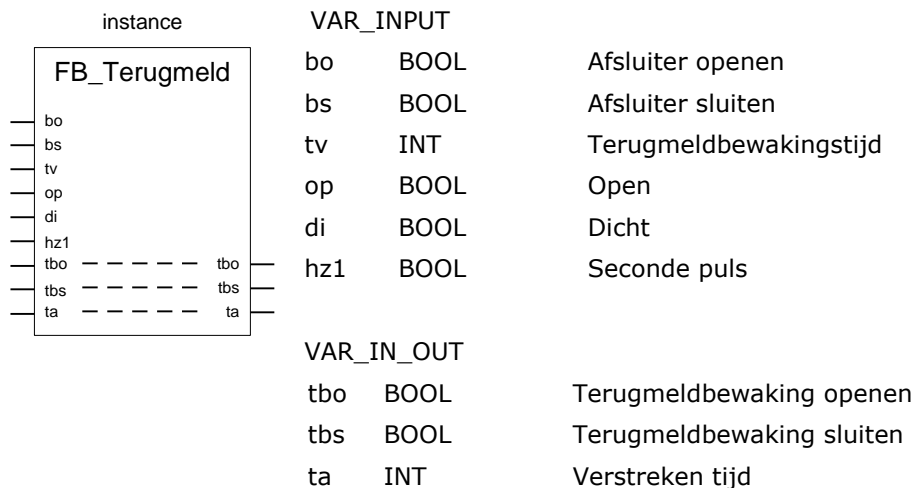 instance
FB_Terugmeld
bo
bs
tv
op
di
hz1
tbo tbo
tbs tbs
ta ta
VAR_INPUT
bo BOOL Afsluiter openen
bs BOOL Afsluiter sluiten
tv INT Terugmeldbewakingstijd
op BOOL Open
di BOOL Dicht
hz1 BOOL Seconde puls
VAR_IN_OUT
tbo BOOL Terugmeldbewaking openen
tbs BOOL Terugmeldbewaking sluiten
ta INT Verstreken tijd